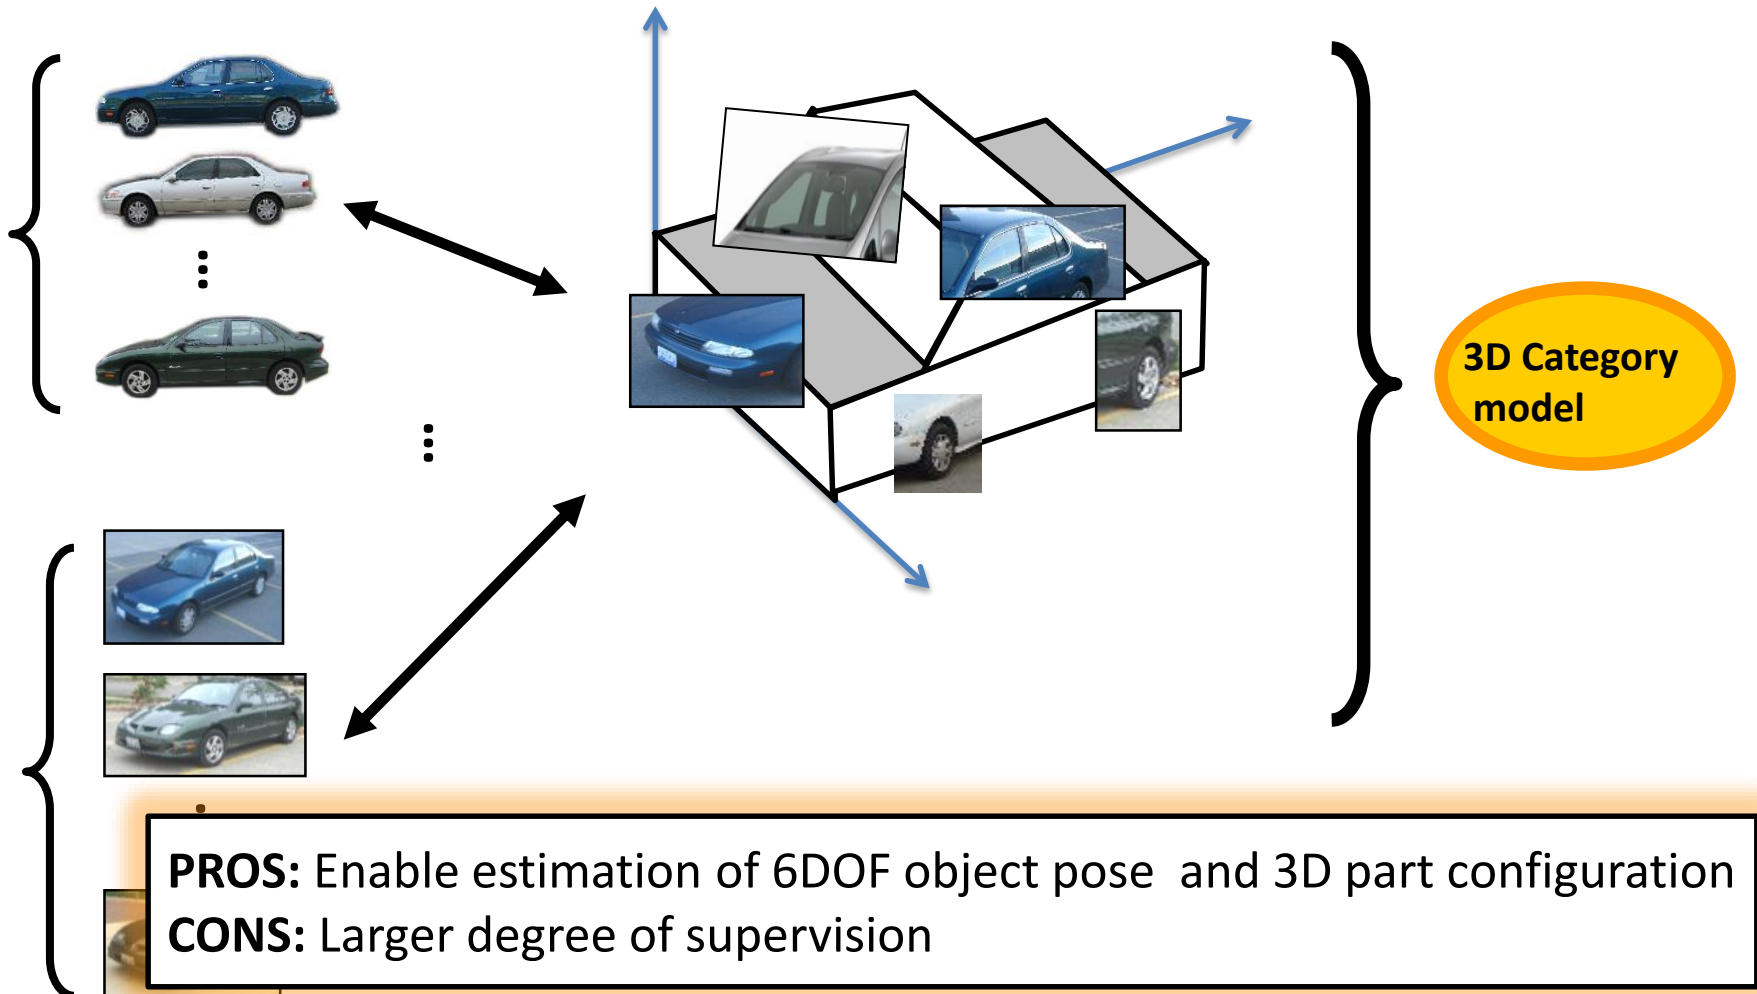 3D Category
model
PROS: Enable estimation of 6DOF object pose and 3D part configuration
CONS: Larger degree of supervision